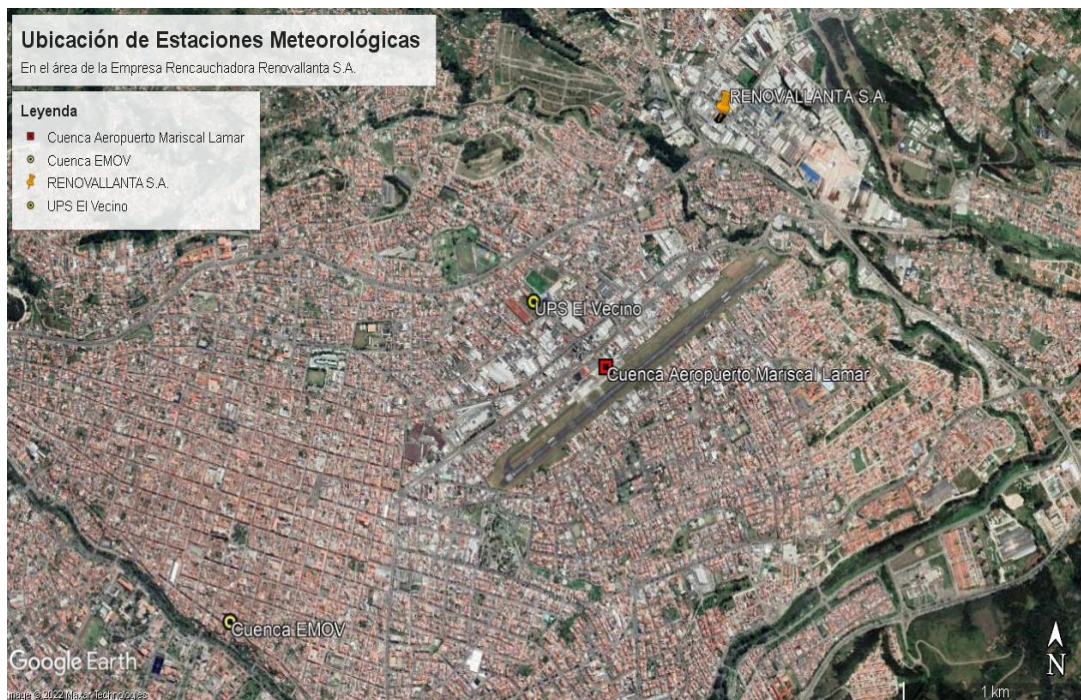 Ubicación de Estaciones Meteorológicas
En el área de la Empresa Rencauchadora Renovallanta S.A.
Leyenda
Cuenca Aeropuerto Mariscal Lamar
Cuenca EMOV
RENOVALLANTA S.A.
UPS El Vecino
RENOVALLANTA S.A.
UPS El Vecino
Cuenca Aeropuerto Mariscal Lamar
Cuenca EMOV
Google Earth
Image © 2022 Maxar Technologies
N
1 km